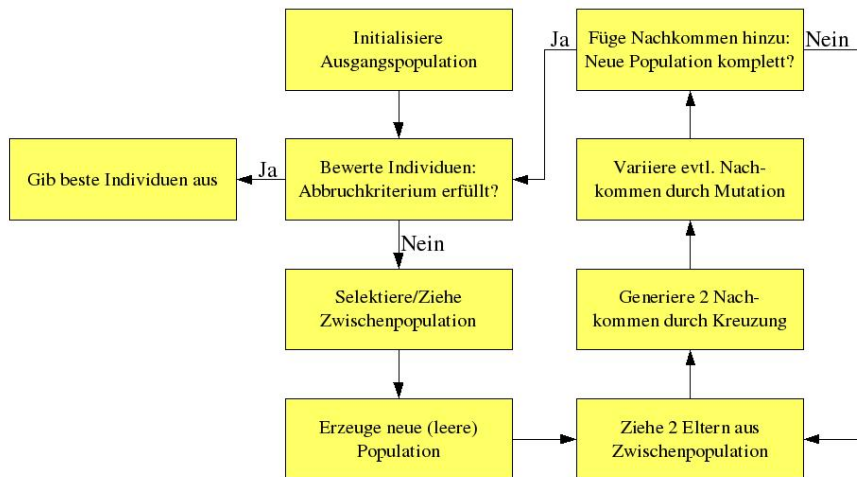 Initialisiere
Ausgangspopulation
Ja
Füge Nachkommen hinzu:
Neue Population komplett?
Nein
Gib beste Individuen aus
Ja
Bewerte Individuen:
Abbruchkriterium erfüllt?
Variiere evtl. Nach-
kommen durch Mutation
Nein
Selektiere/Ziehe
Zwischenpopulation
Generiere 2 Nach-
kommen durch Kreuzung
Erzeuge neue (leere)
Population
Ziehe 2 Eltern aus
Zwischenpopulation